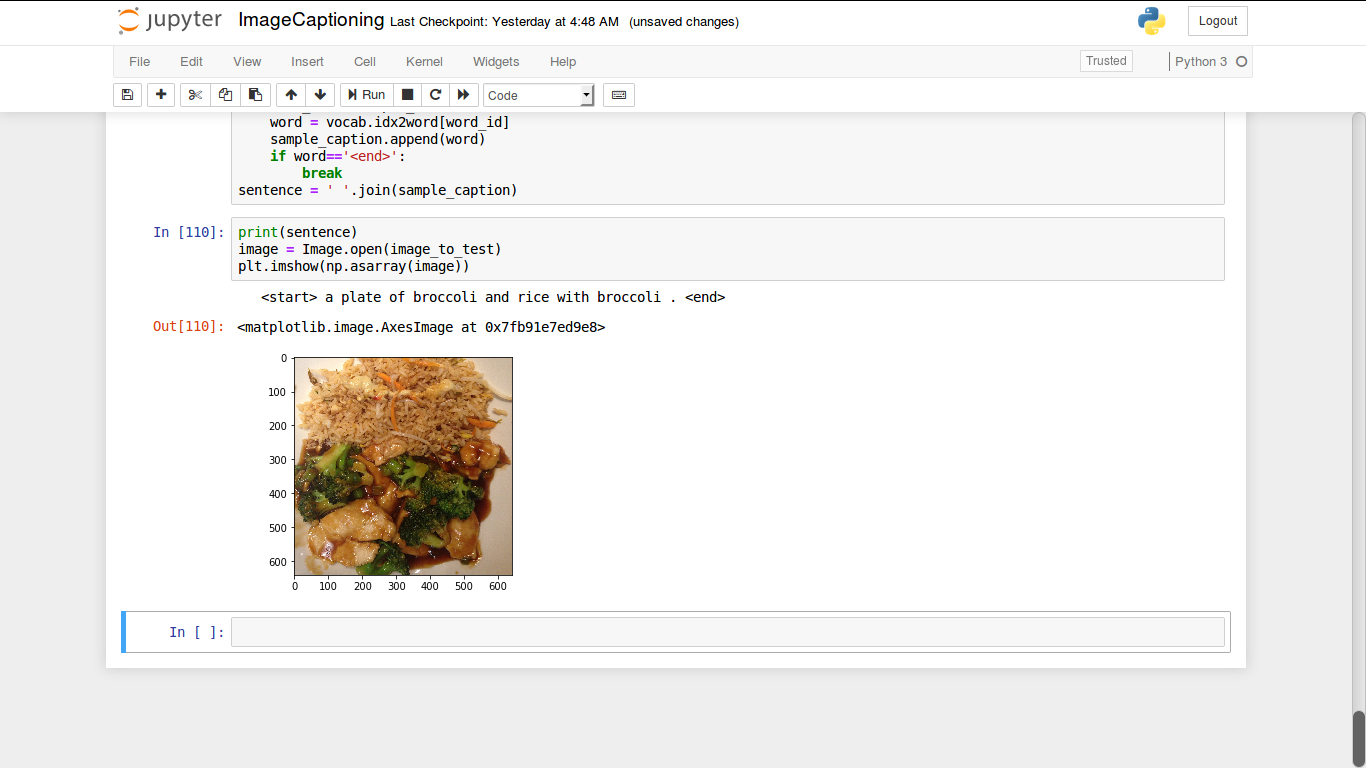 jupyter ImageCaptioning Last Checkpoint: Yesterday at 4:48 AM (unsaved changes) Logout
File Edit View Insert Cell Kernel Widgets Help Trusted Python 3
Run Code
word = vocab.idx2word[word_id]
sample_caption.append(word)
if word=='<end>':
break
sentence = ' '.join(sample_caption)
In [110]: print(sentence)
image = Image.open(image_to_test)
plt.imshow(np.asarray(image))
<start> a plate of broccoli and rice with broccoli . <end>
Out[110]: <matplotlib.image.AxesImage at 0x7fb91e7ed9e8>
0
100
200
300
400
500
600
0 100 200 300 400 500 600
In [ ]: